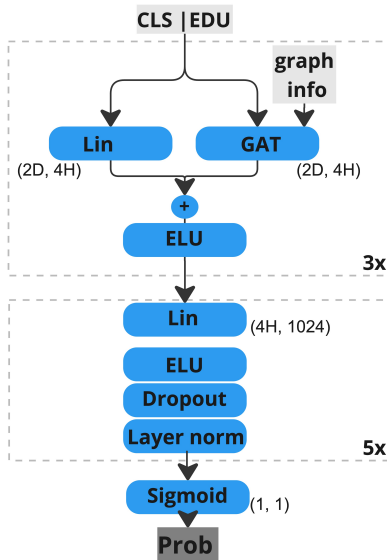 CLS | EDU
graph
info
Lin
GAT
(2D, 4H)
(2D, 4H)
+
ELU
3x
Lin
(4H, 1024)
ELU
Dropout
Layer norm
5x
Sigmoid
(1, 1)
Prob